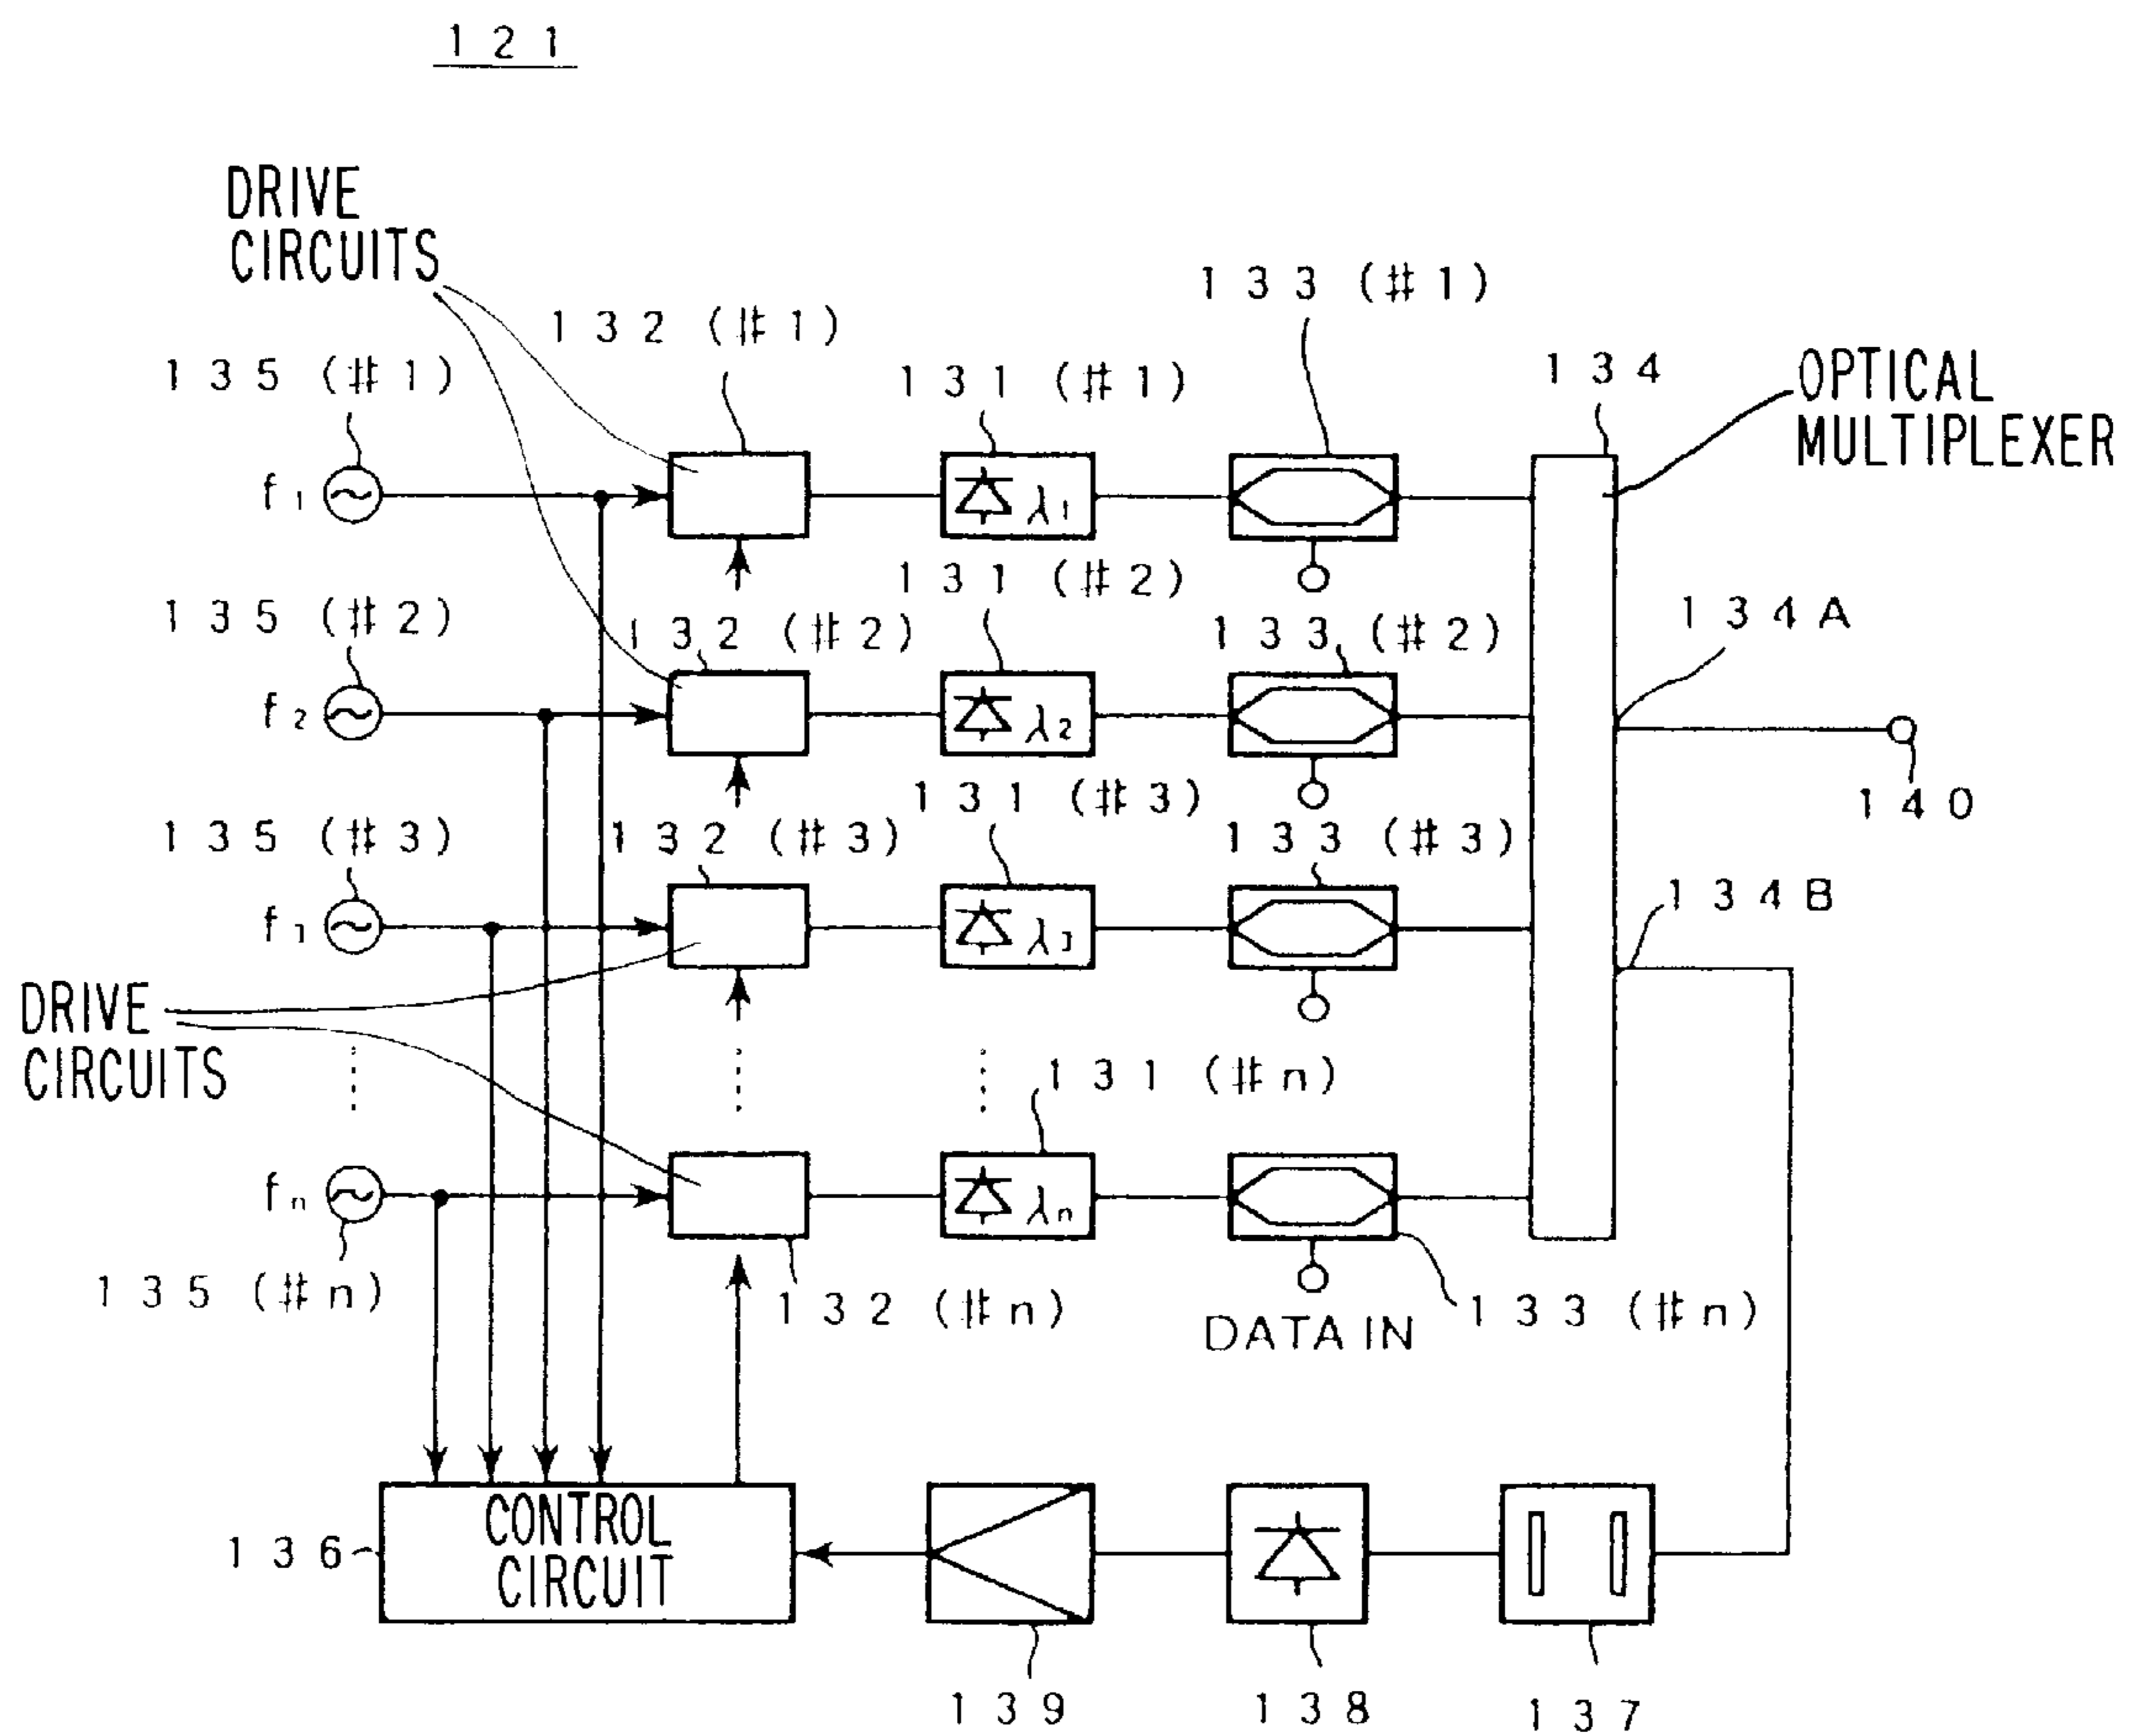 121
DRIVE
CIRCUITS
133 (#1)
132 (#1)
135 (#1)
131 (#1)
134
OPTICAL
MULTIPLEXER
f1
λ1
131 (#2)
135 (#2)
132 (#2)
133 (#2)
134A
f2
λ2
131 (#3)
140
135 (#3)
132 (#3)
133 (#3)
134B
f3
λ3
DRIVE
CIRCUITS
131 (#n)
fn
λn
135 (#n)
132 (#n)
133 (#n)
DATA IN
CONTROL
CIRCUIT
136
139
138
137